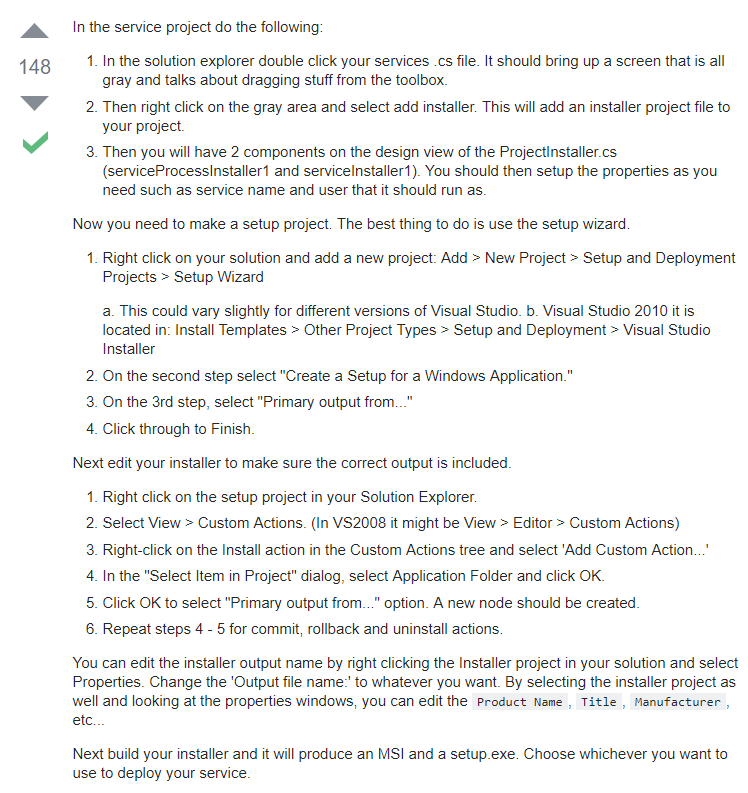 In the service project do the following:
148
1. In the solution explorer double click your services .cs file. It should bring up a screen that is all
gray and talks about dragging stuff from the toolbox.
2. Then right click on the gray area and select add installer. This will add an installer project file to
your project.
3. Then you will have 2 components on the design view of the ProjectInstaller.cs
(serviceProcessInstaller1 and serviceInstaller1). You should then setup the properties as you
need such as service name and user that it should run as.
Now you need to make a setup project. The best thing to do is use the setup wizard.
1. Right click on your solution and add a new project: Add > New Project > Setup and Deployment
Projects > Setup Wizard
a. This could vary slightly for different versions of Visual Studio. b. Visual Studio 2010 it is
located in: Install Templates > Other Project Types > Setup and Deployment > Visual Studio
Installer
2. On the second step select "Create a Setup for a Windows Application."
3. On the 3rd step, select "Primary output from..."
4. Click through to Finish.
Next edit your installer to make sure the correct output is included.
1. Right click on the setup project in your Solution Explorer.
2. Select View > Custom Actions. (In VS2008 it might be View > Editor > Custom Actions)
3. Right-click on the Install action in the Custom Actions tree and select 'Add Custom Action...'
4. In the "Select Item in Project" dialog, select Application Folder and click OK.
5. Click OK to select "Primary output from..." option. A new node should be created.
6. Repeat steps 4 - 5 for commit, rollback and uninstall actions.
You can edit the installer output name by right clicking the Installer project in your solution and select
Properties. Change the 'Output file name:' to whatever you want. By selecting the installer project as
well and looking at the properties windows, you can edit the Product Name, Title, Manufacturer,
etc...
Next build your installer and it will produce an MSI and a setup.exe. Choose whichever you want to
use to deploy your service.